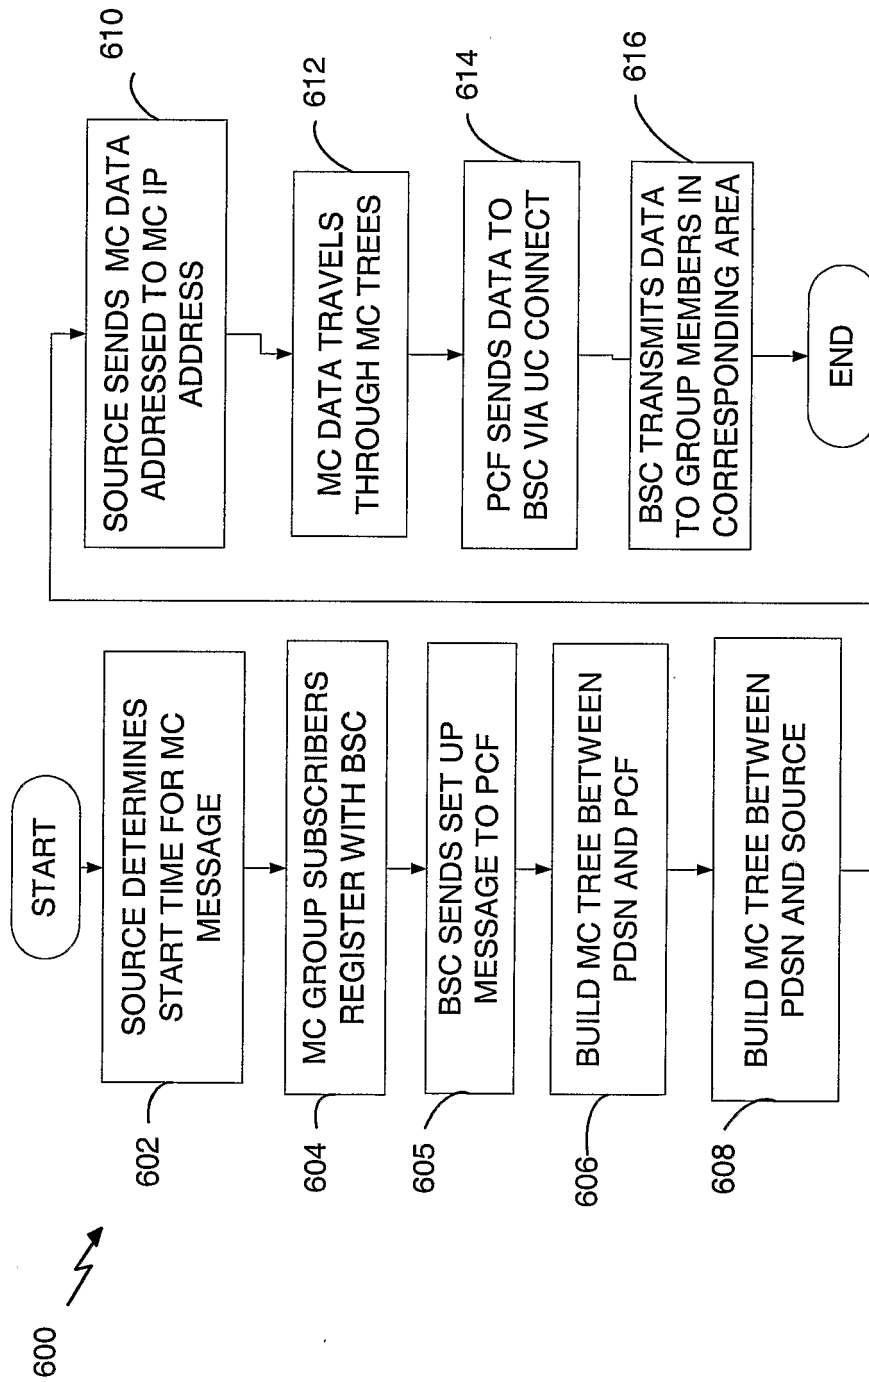 600
START
602
SOURCE DETERMINES
START TIME FOR MC
MESSAGE
604
MC GROUP SUBSCRIBERS
REGISTER WITH BSC
605
BSC SENDS SET UP
MESSAGE TO PCF
606
BUILD MC TREE BETWEEN
PDSN AND PCF
608
BUILD MC TREE BETWEEN
PDSN AND SOURCE
610
SOURCE SENDS MC DATA
ADDRESSED TO MC IP
ADDRESS
612
MC DATA TRAVELS
THROUGH MC TREES
614
PCF SENDS DATA TO
BSC VIA UC CONNECT
616
BSC TRANSMITS DATA
TO GROUP MEMBERS IN
CORRESPONDING AREA
END